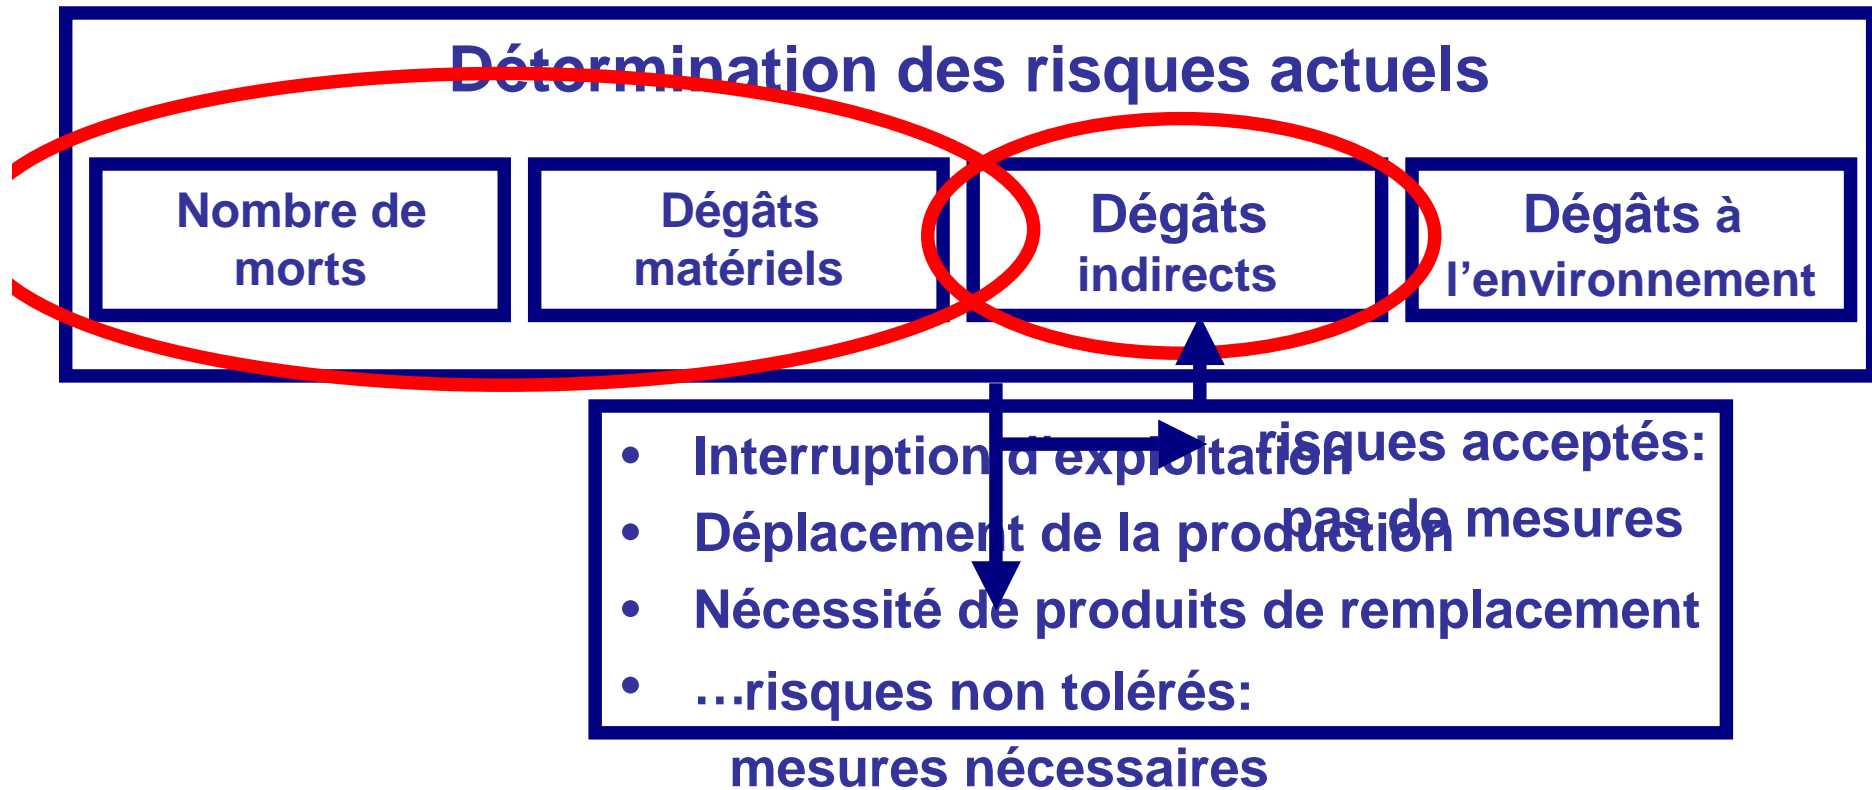 Détermination des risques actuels
Nombre de
morts
Dégâts
matériels
Dégâts
indirects
Dégâts à
l’environnement
• Interruption d’exploitation
• Déplacement de la production
• Nécessité de produits de remplacement
• …
risques acceptés:
pas de mesures
risques non tolérés:
mesures nécessaires